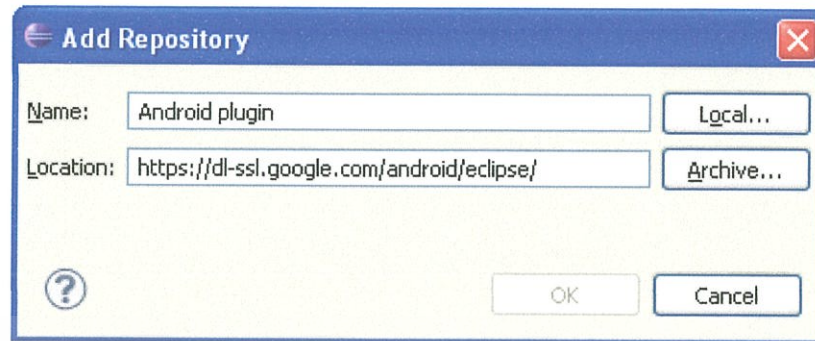 Add Repository
Name: Android plugin Local...
Location: https://dl-ssl.google.com/android/eclipse/ Archive...
? OK Cancel